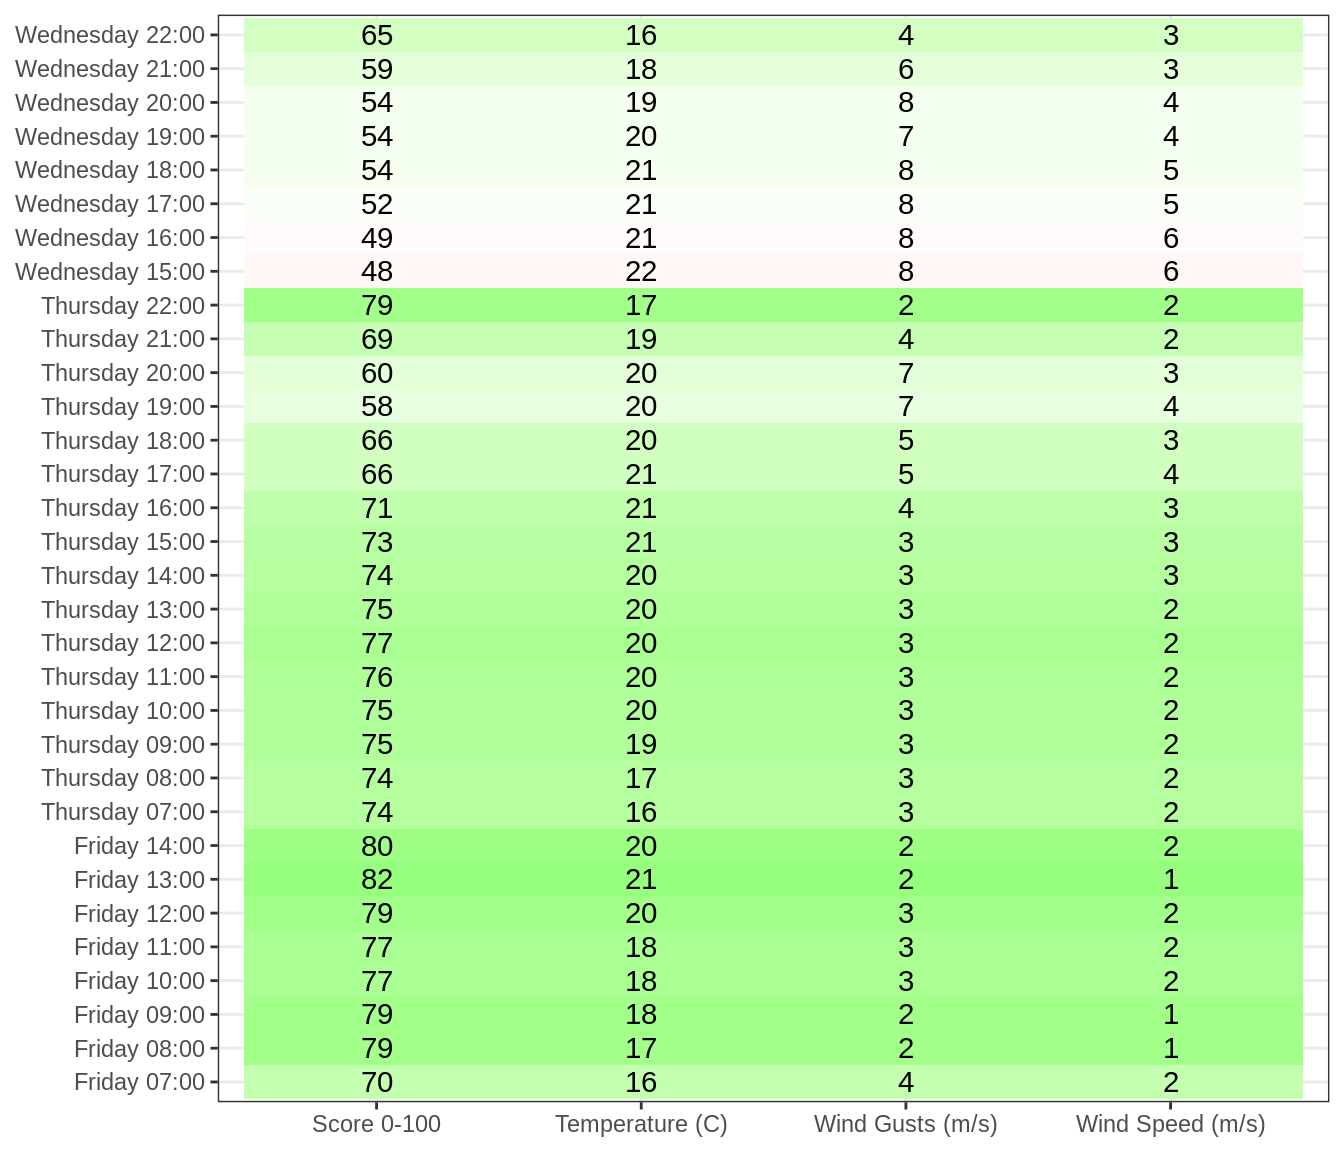 Wednesday 22:00 65 16 4 3
Wednesday 21:00 59 18 6 3
Wednesday 20:00 54 19 8 4
Wednesday 19:00 54 20 7 4
Wednesday 18:00 54 21 8 5
Wednesday 17:00 52 21 8 5
Wednesday 16:00 49 21 8 6
Wednesday 15:00 48 22 8 6
Thursday 22:00 79 17 2 2
Thursday 21:00 69 19 4 2
Thursday 20:00 60 20 7 3
Thursday 19:00 58 20 7 4
Thursday 18:00 66 20 5 3
Thursday 17:00 66 21 5 4
Thursday 16:00 71 21 4 3
Thursday 15:00 73 21 3 3
Thursday 14:00 74 20 3 3
Thursday 13:00 75 20 3 2
Thursday 12:00 77 20 3 2
Thursday 11:00 76 20 3 2
Thursday 10:00 75 20 3 2
Thursday 09:00 75 19 3 2
Thursday 08:00 74 17 3 2
Thursday 07:00 74 16 3 2
Friday 14:00 80 20 2 2
Friday 13:00 82 21 2 1
Friday 12:00 79 20 3 2
Friday 11:00 77 18 3 2
Friday 10:00 77 18 3 2
Friday 09:00 79 18 2 1
Friday 08:00 79 17 2 1
Friday 07:00 70 16 4 2
Score 0-100 Temperature (C) Wind Gusts (m/s) Wind Speed (m/s)